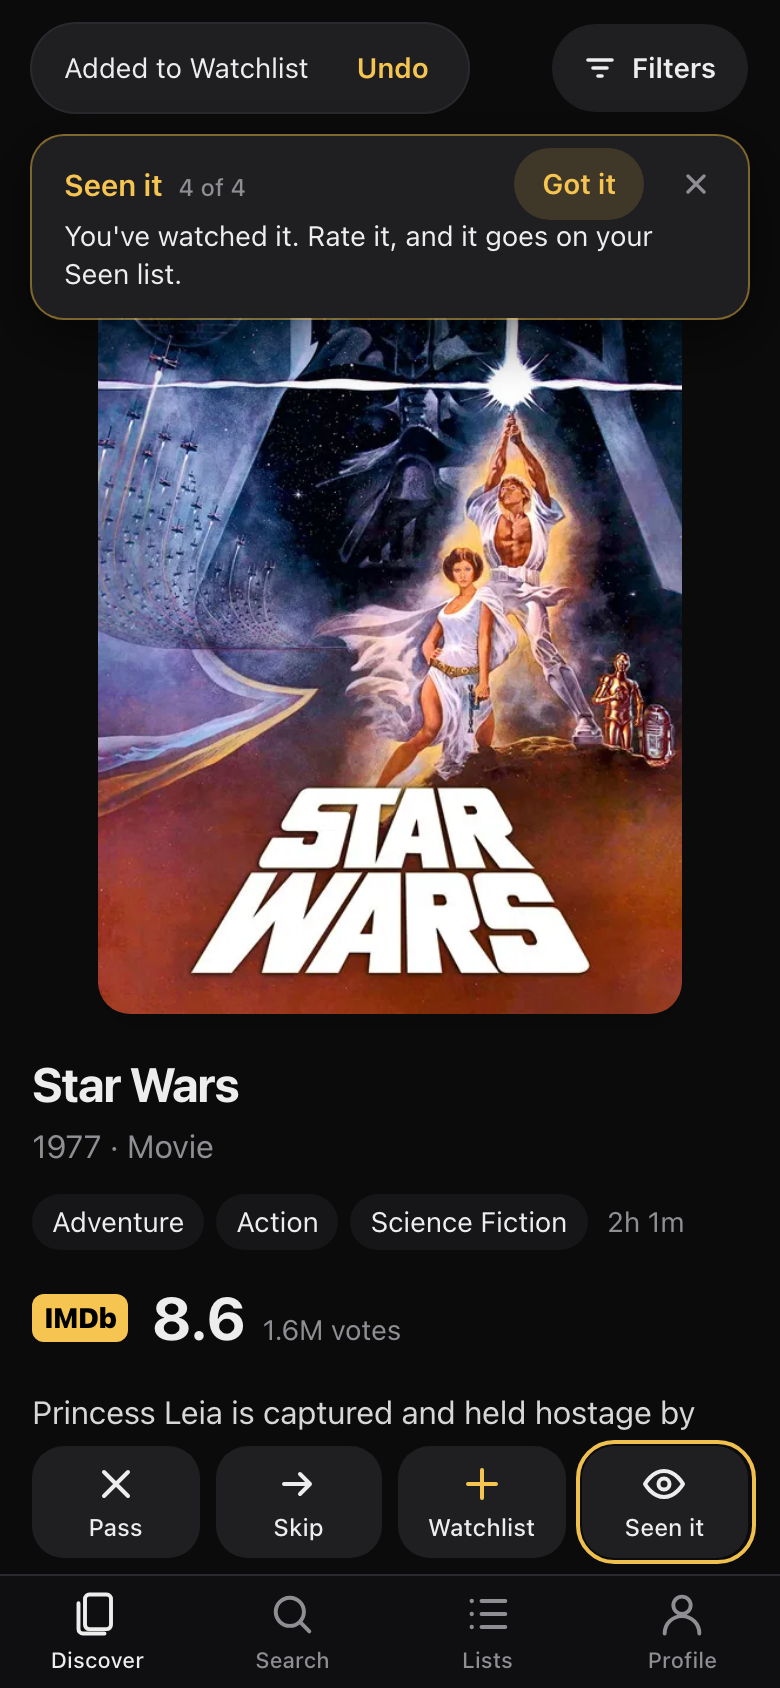 Added to Watchlist Undo
Filters
Seen it 4 of 4
Got it
You've watched it. Rate it, and it goes on your
Seen list.
STAR
WARS
Star Wars
1977 · Movie
Adventure Action Science Fiction 2h 1m
IMDb 8.6 1.6M votes
Princess Leia is captured and held hostage by
Pass Skip Watchlist Seen it
Discover Search Lists Profile